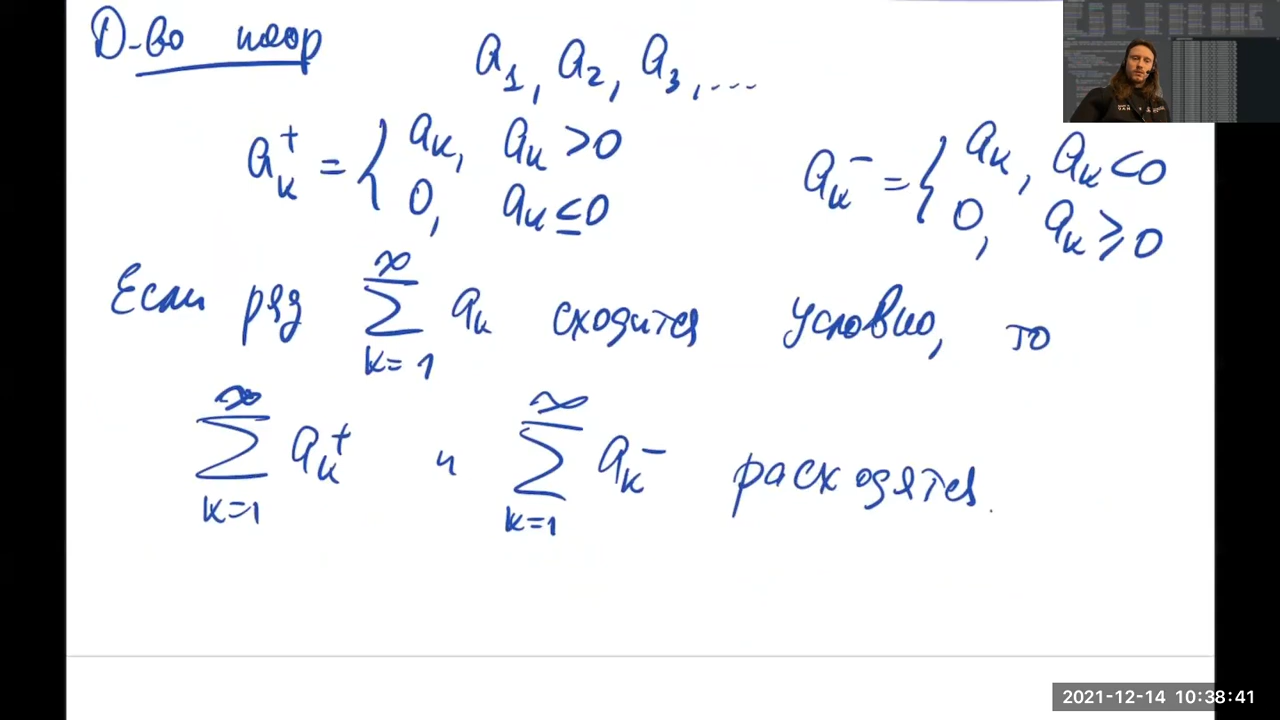 Д-во теор
a₁, a₂, a₃, ...
aₖ⁺ = { aₖ, aₖ > 0
0, aₖ ≤ 0
aₖ⁻ = { aₖ, aₖ < 0
0, aₖ ⩾ 0
Если ряд ∑_{k=1}^{∞} aₖ сходится условно, то
∑_{k=1}^{∞} aₖ⁺ и ∑_{k=1}^{∞} aₖ⁻ расходятся.
2021-12-14 10:38:41